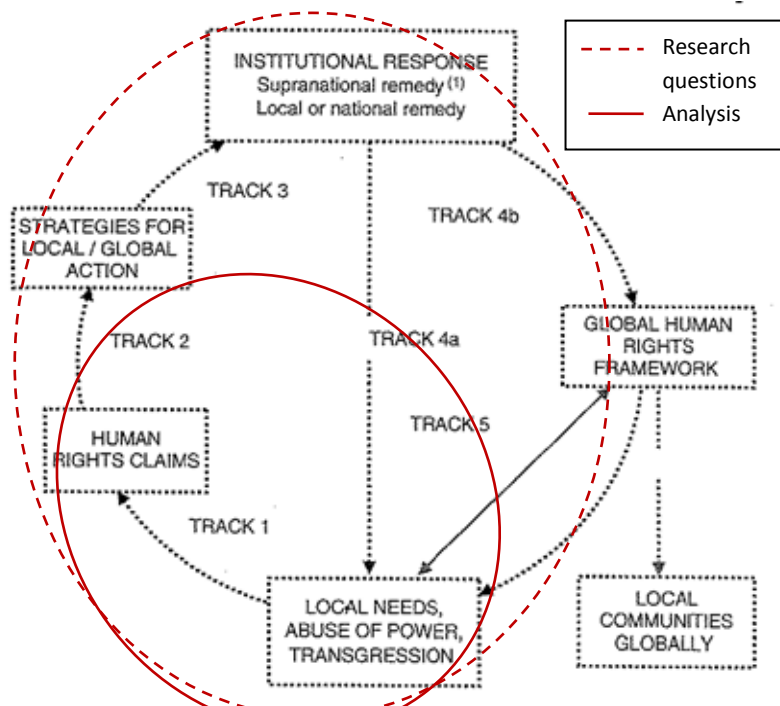 INSTITUTIONAL RESPONSE
Supranational remedy (1)
Local or national remedy
Research
questions
Analysis
TRACK 3
TRACK 4b
STRATEGIES FOR
LOCAL / GLOBAL
ACTION
TRACK 2
TRACK 4a
GLOBAL HUMAN
RIGHTS
FRAMEWORK
HUMAN
RIGHTS CLAIMS
TRACK 5
TRACK 1
LOCAL NEEDS,
ABUSE OF POWER,
TRANSGRESSION
LOCAL
COMMUNITIES
GLOBALLY